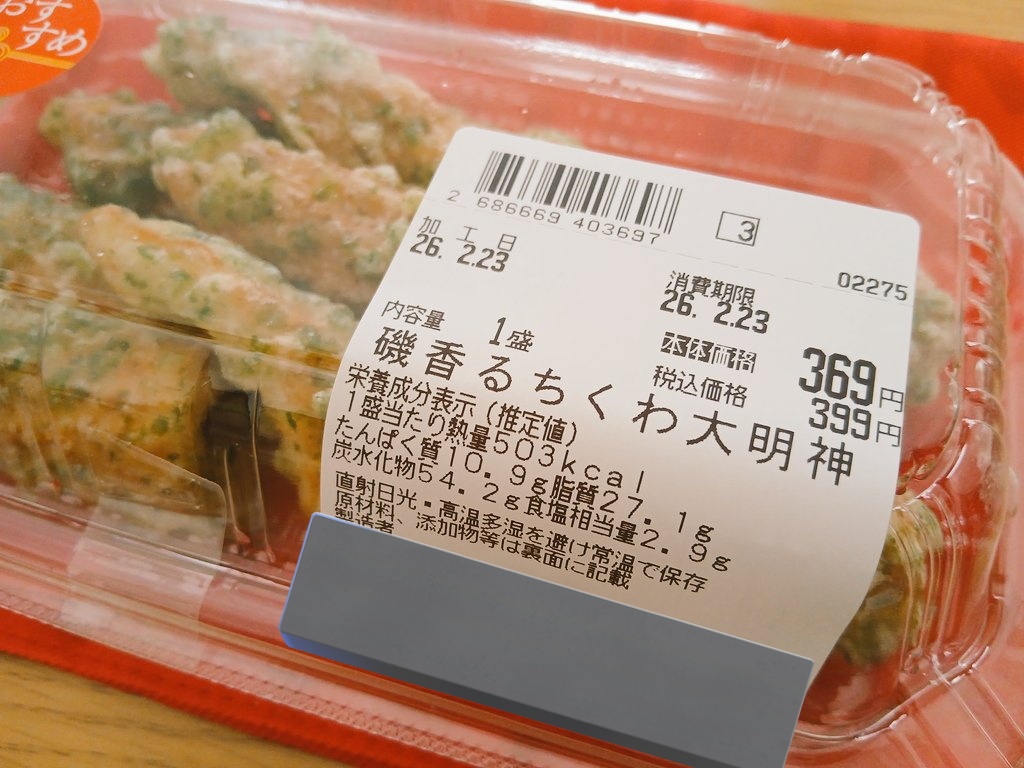 おすすめ
2 686669 403697
3
02275
加工日
26. 2.23
消費期限
26. 2.23
内容量 1盛
本体価格 369円
税込価格 399円
磯香るちくわ大明神
栄養成分表示(推定値)
1盛当たり熱量503kcal
たんぱく質10.9g脂質27.1g
炭水化物54.2g食塩相当量2.9g
直射日光・高温多湿を避け常温で保存
原材料、添加物等は裏面に記載
製造者